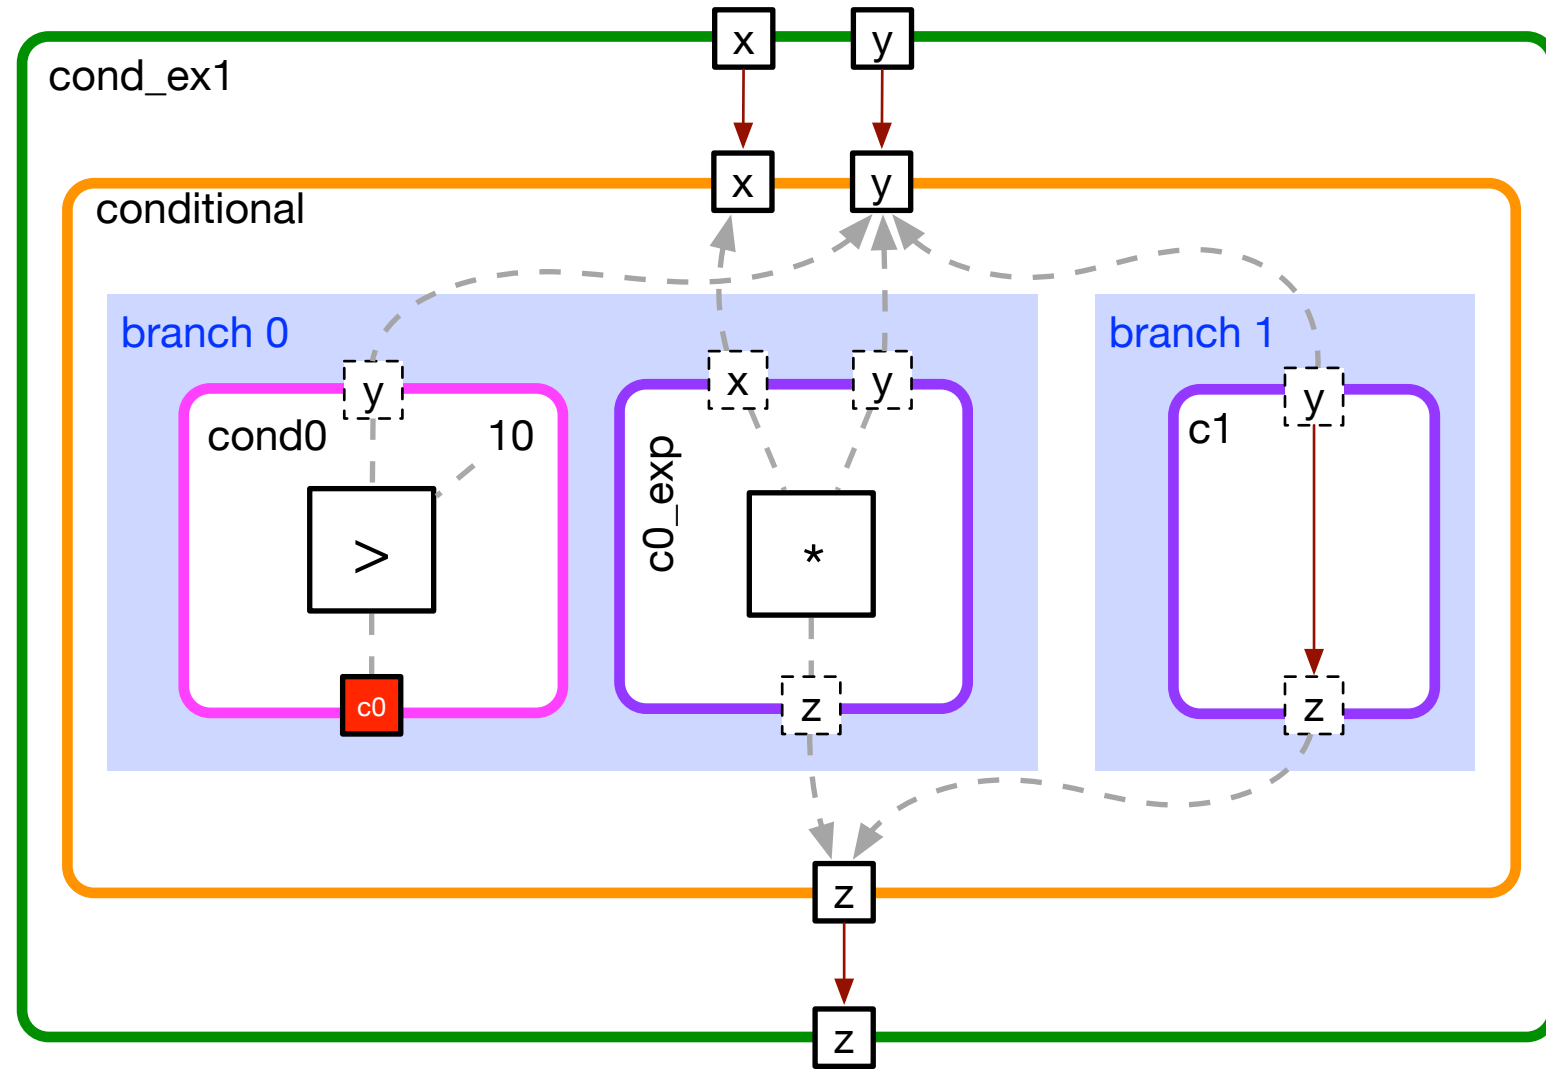 x
y
cond_ex1
x
y
conditional
branch 0
branch 1
y
x
y
y
cond0
10
c0_exp
c1
>
*
c0
z
z
z
z